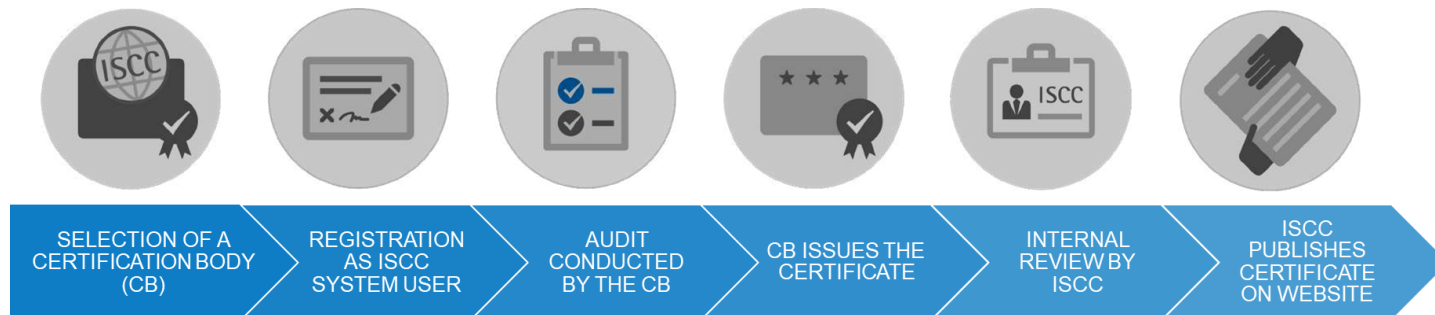 ISCC
ISCC
SELECTION OF A
CERTIFICATION BODY
(CB)
REGISTRATION
AS ISCC
SYSTEM USER
AUDIT
CONDUCTED
BY THE CB
CB ISSUES THE
CERTIFICATE
INTERNAL
REVIEW BY
ISCC
ISCC
PUBLISHES
CERTIFICATE
ON WEBSITE